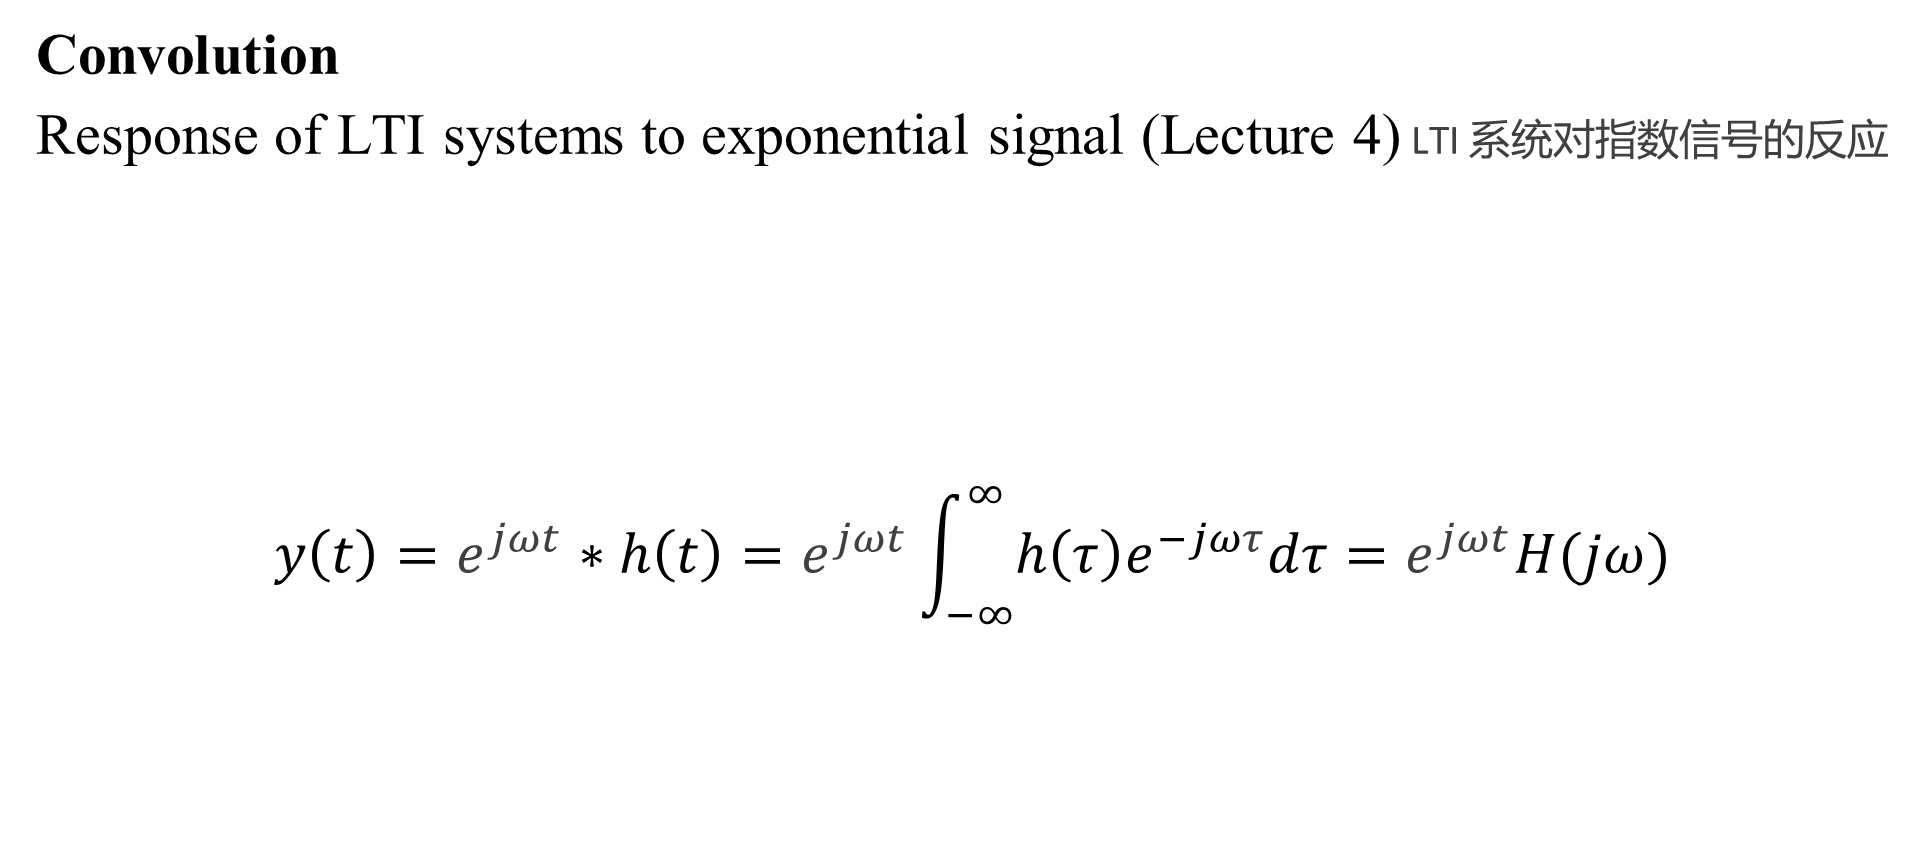 Convolution
Response of LTI systems to exponential signal (Lecture 4) LTI 系统对指数信号的反应
y(t) = e^{jωt} * h(t) = e^{jωt} ∫_{-∞}^{∞} h(τ)e^{-jωτ}dτ = e^{jωt}H(jω)